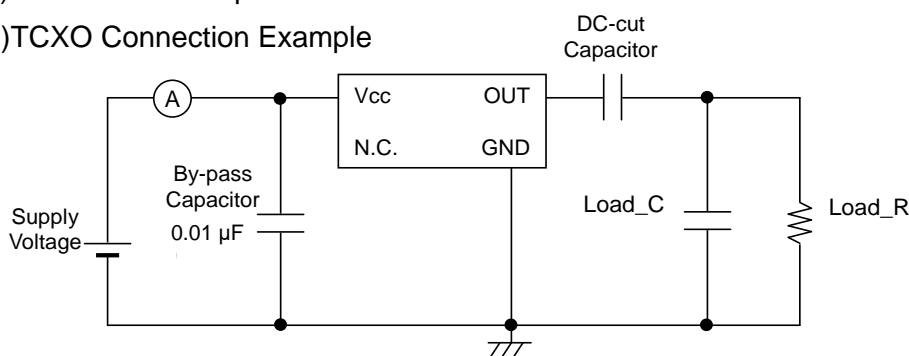 )TCXO Connection Example
DC-cut
Capacitor
A
Vcc
OUT
N.C.
GND
By-pass
Capacitor
0.01 µF
Supply
Voltage
Load_C
Load_R